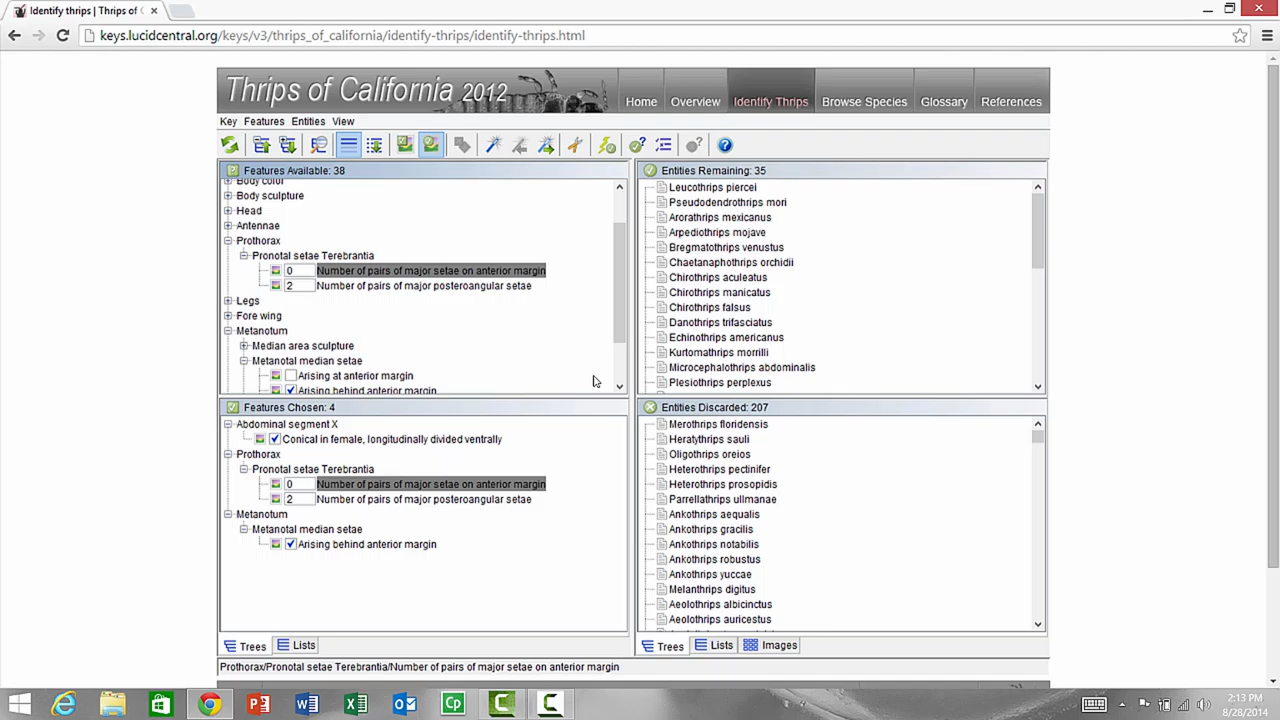 Identify thrips | Thrips of C
keys.lucidcentral.org/keys/v3/thrips_of_california/identify-thrips/identify-thrips.html
Thrips of California 2012
Home Overview Identify Thrips Browse Species Glossary References
Key Features Entities View
Features Available: 38
Body color
Body sculpture
Head
Antennae
Prothorax
Pronotal setae Terebrantia
0 Number of pairs of major setae on anterior margin
2 Number of pairs of major posteroangular setae
Legs
Fore wing
Metanotum
Median area sculpture
Metanotal median setae
Arising at anterior margin
Arising behind anterior margin
Entities Remaining: 35
Leucothrips piercei
Pseudodendrothrips mori
Arorathrips mexicanus
Arpediothrips mojave
Bregmatothrips venustus
Chaetanaphothrips orchidii
Chirothrips aculeatus
Chirothrips manicatus
Chirothrips falsus
Danothrips trifasciatus
Echinothrips americanus
Kurtomathrips morrilli
Microcephalothrips abdominalis
Plesiothrips perplexus
Features Chosen: 4
Abdominal segment X
Conical in female, longitudinally divided ventrally
Prothorax
Pronotal setae Terebrantia
0 Number of pairs of major setae on anterior margin
2 Number of pairs of major posteroangular setae
Metanotum
Metanotal median setae
Arising behind anterior margin
Entities Discarded: 207
Merothrips floridensis
Heratythrips sauli
Oligothrips oreios
Heterothrips pectinifer
Heterothrips prosopidis
Parrellathrips ullmanae
Ankothrips aequalis
Ankothrips gracilis
Ankothrips notabilis
Ankothrips robustus
Ankothrips yuccae
Melanthrips digitus
Aeolothrips albicinctus
Aeolothrips auricestus
Trees Lists
Trees Lists Images
Prothorax/Pronotal setae Terebrantia/Number of pairs of major setae on anterior margin
2:13 PM
8/28/2014